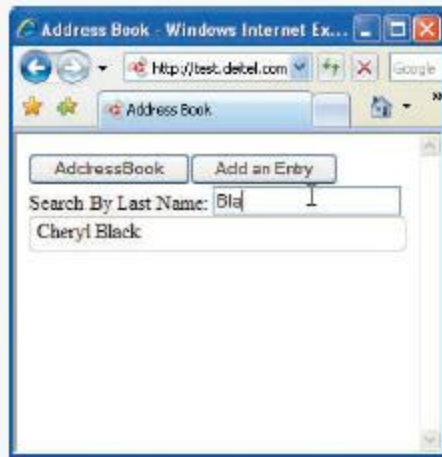 Address Book - Windows Internet Ex...
http://test.deitel.com
Google
Address Book
AddressBook
Add an Entry
Search By Last Name: Bla
Cheryl Black